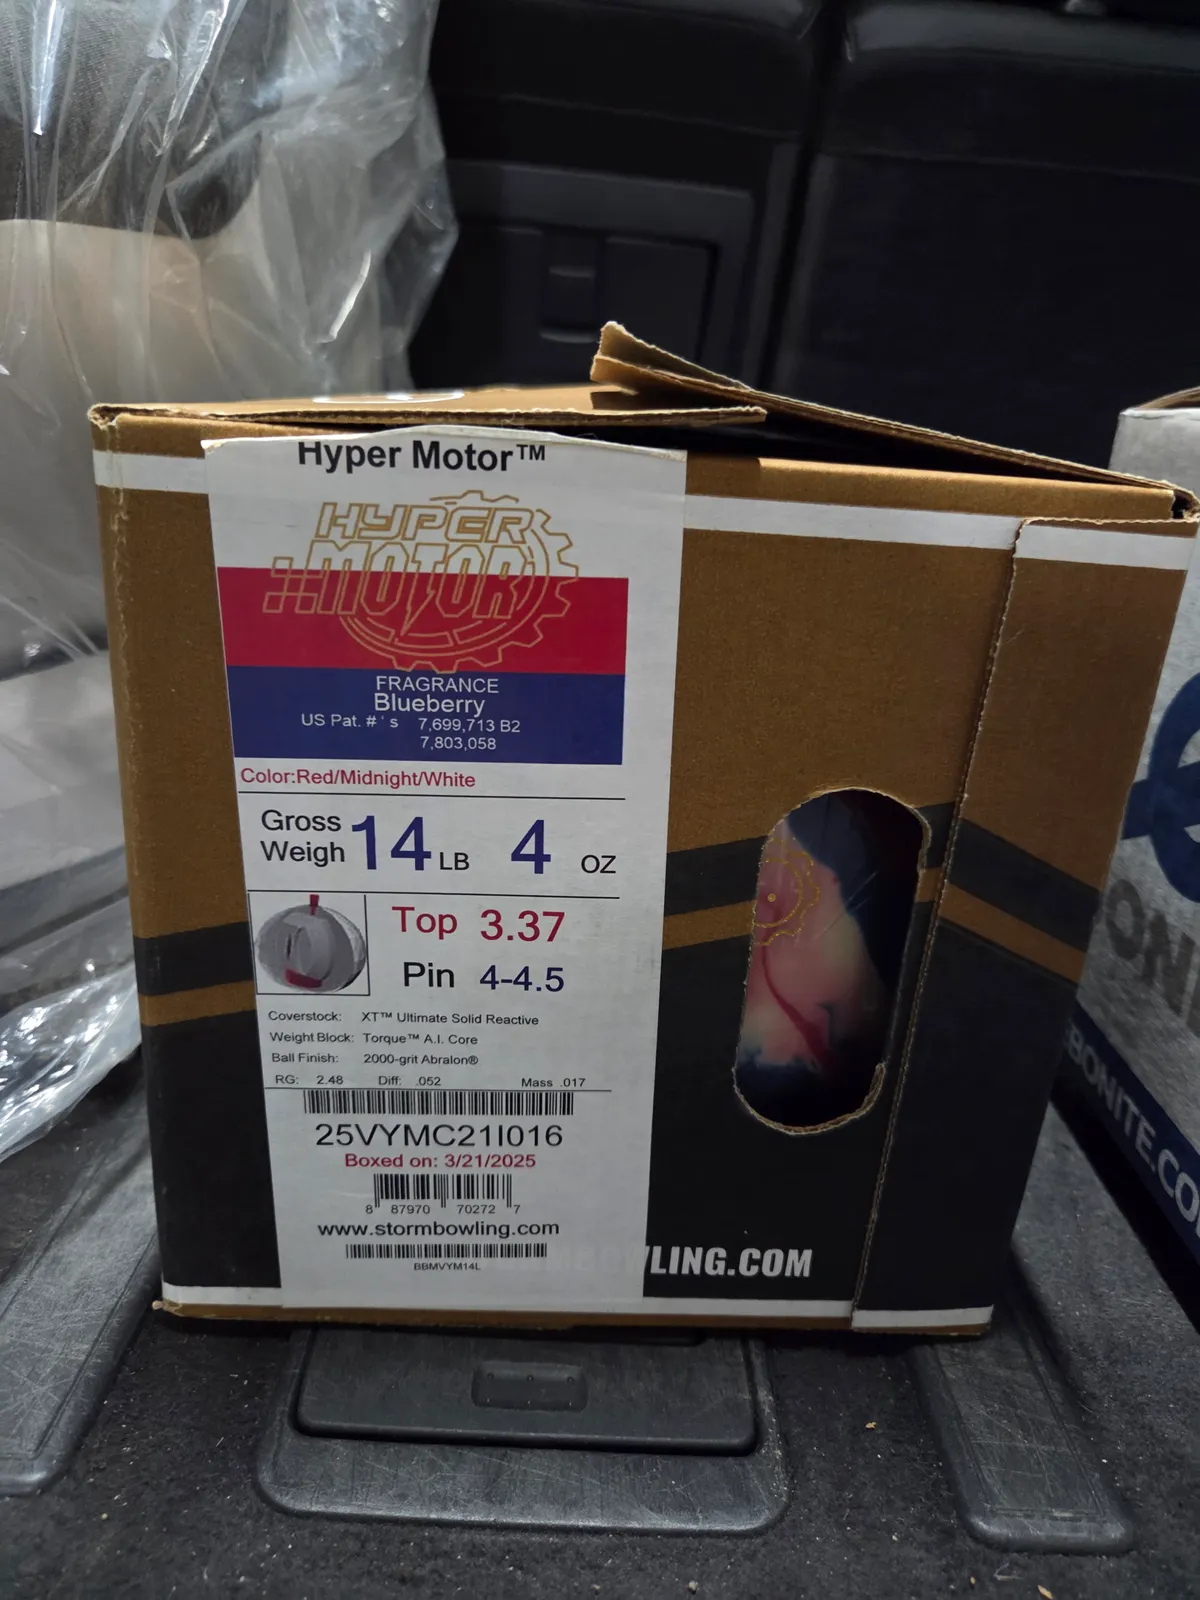 Hyper Motor™
HYPER
MOTOR
FRAGRANCE
Blueberry
US Pat. #'s 7,699,713 B2
7,803,058
Color:Red/Midnight/White
Gross
Weigh 14 LB 4 OZ
Top 3.37
Pin 4-4.5
Coverstock: XT™ Ultimate Solid Reactive
Weight Block: Torque™ A.I. Core
Ball Finish: 2000-grit Abralon®
RG: 2.48 Diff: .052 Mass .017
25VYMC21I016
Boxed on: 3/21/2025
8 87970 70272 7
www.stormbowling.com
BBMVYM14L
LING.COM
BONITE.CO